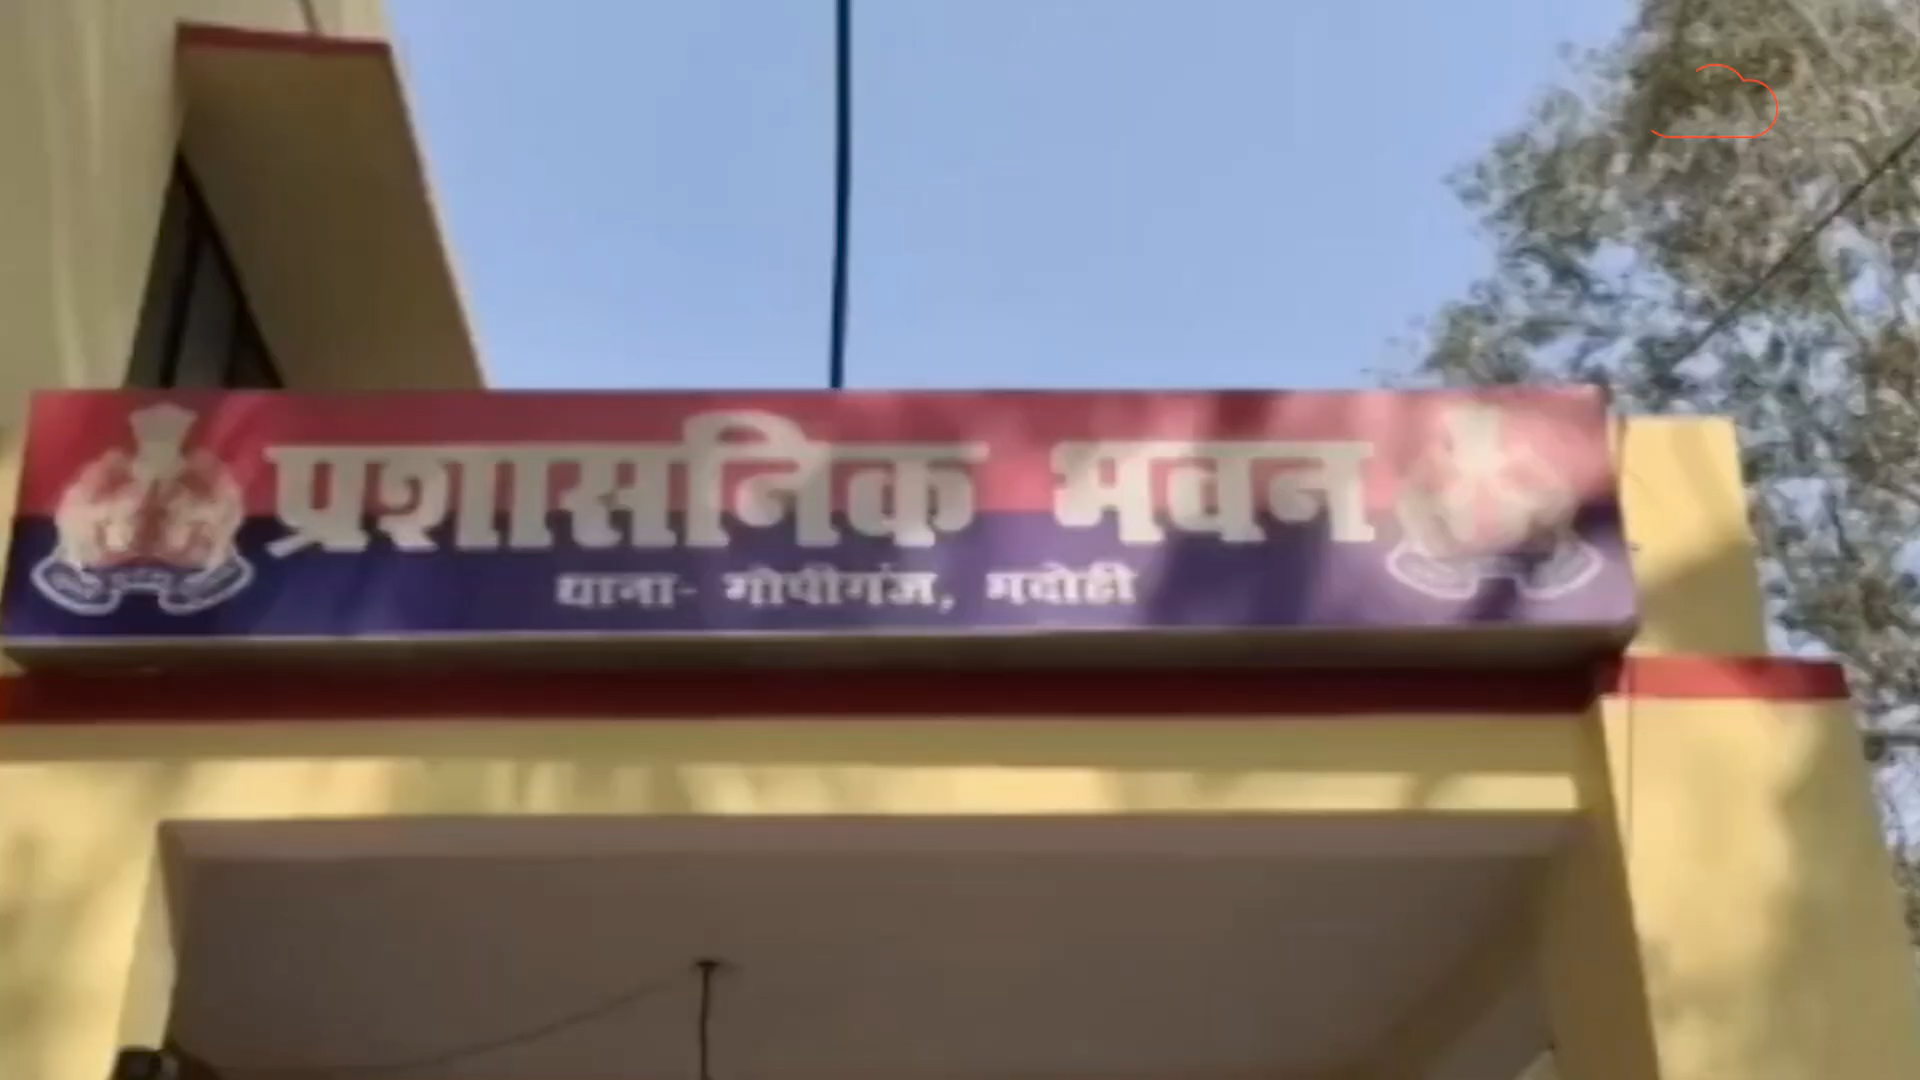 प्रशासनिक भवन
थाना- गोपीगंज, भदोही